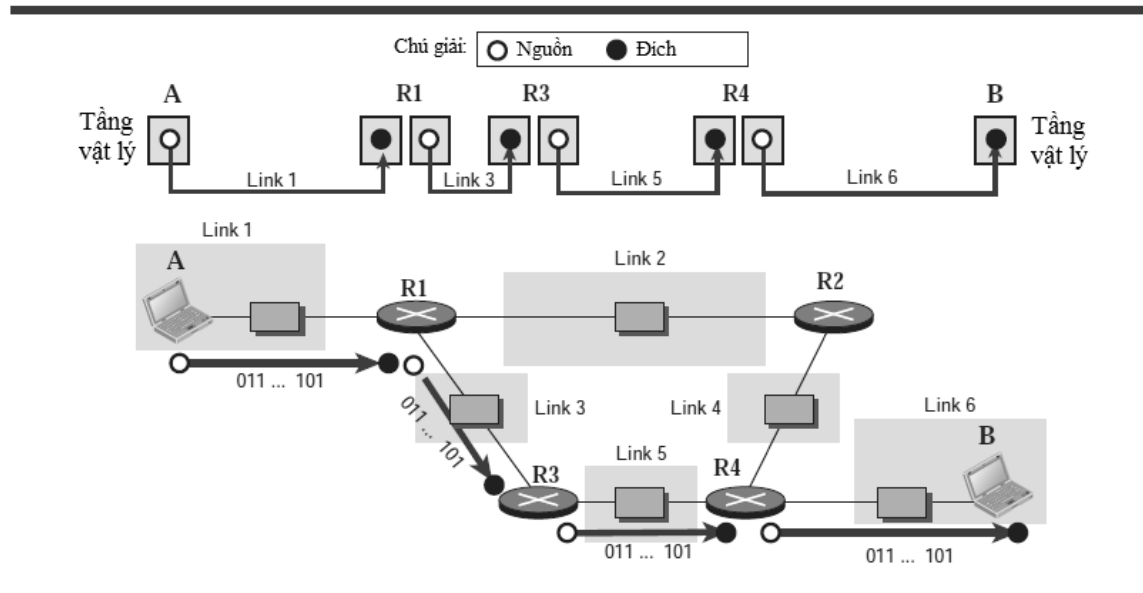 Chú giải: Nguồn Đích
A R1 R3 R4 B
Tầng vật lý
Tầng vật lý
Link 1 Link 3 Link 5 Link 6
Link 1
A
R1
Link 2
R2
011 ... 101
011 ... 101
Link 3
Link 4
Link 6
B
R3
Link 5
R4
011 ... 101
011 ... 101